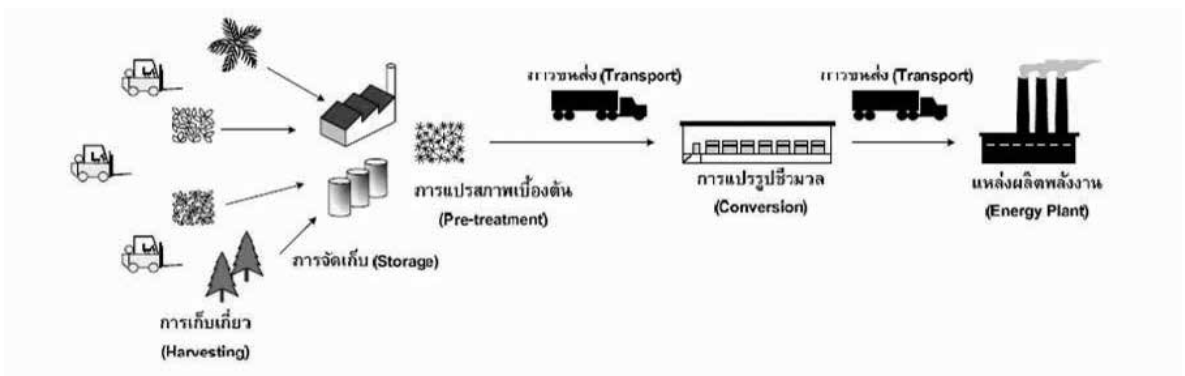 การขนส่ง (Transport)
การขนส่ง (Transport)
การแปรสภาพเบื้องต้น
(Pre-treatment)
การแปรรูปชีวมวล
(Conversion)
แหล่งผลิตพลังงาน
(Energy Plant)
การจัดเก็บ (Storage)
การเก็บเกี่ยว
(Harvesting)